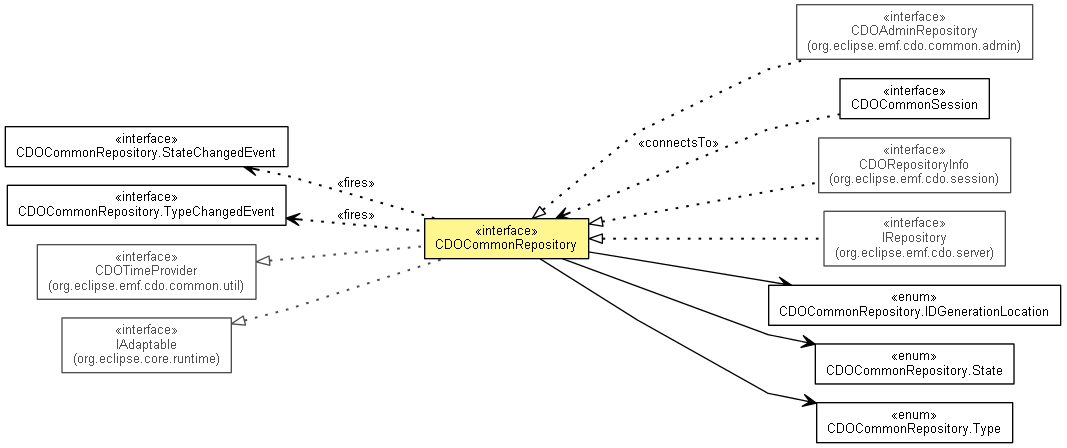 «interface»
CDOAdminRepository
(org.eclipse.emf.cdo.common.admin)
«interface»
CDOCommonSession
«connectsTo»
«interface»
CDOCommonRepository.StateChangedEvent
«interface»
CDORepositoryInfo
(org.eclipse.emf.cdo.session)
«fires»
«interface»
CDOCommonRepository.TypeChangedEvent
«fires»
«interface»
CDOCommonRepository
«interface»
IRepository
(org.eclipse.emf.cdo.server)
«interface»
CDOTimeProvider
(org.eclipse.emf.cdo.common.util)
«enum»
CDOCommonRepository.IDGenerationLocation
«interface»
IAdaptable
(org.eclipse.core.runtime)
«enum»
CDOCommonRepository.State
«enum»
CDOCommonRepository.Type